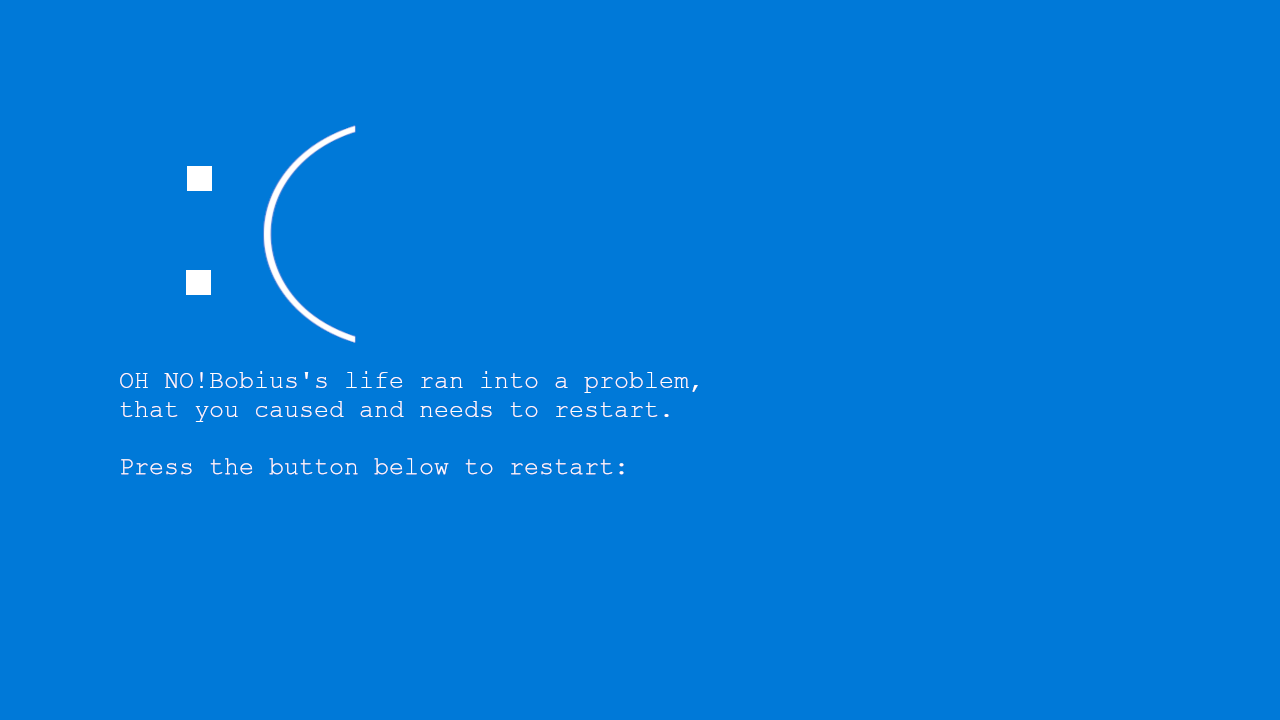 :(
OH NO!Bobius's life ran into a problem,
that you caused and needs to restart.
Press the button below to restart: